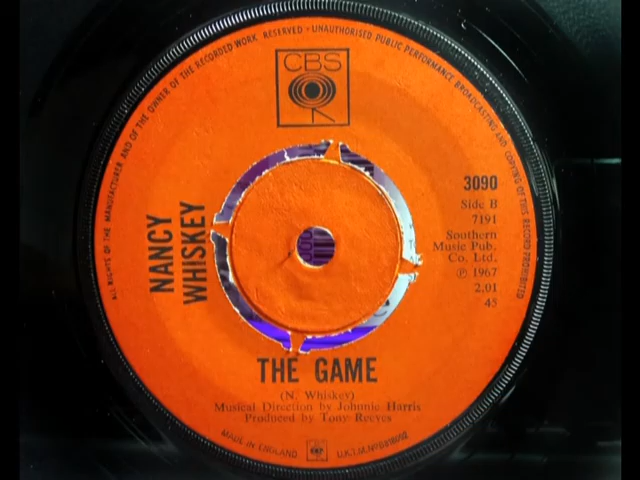 ALL RIGHTS OF THE MANUFACTURER AND OF THE OWNER OF THE RECORDED WORK RESERVED • UNAUTHORISED PUBLIC PERFORMANCE BROADCASTING AND COPYING OF THIS RECORD PROHIBITED
CBS
NANCY
WHISKEY
3090
Side B
7191
Southern
Music Pub.
Co. Ltd.
℗ 1967
2.01
45
THE GAME
(N. Whiskey)
Musical Direction by Johnnie Harris
Produced by Tony Reeves
MADE IN ENGLAND
CBS